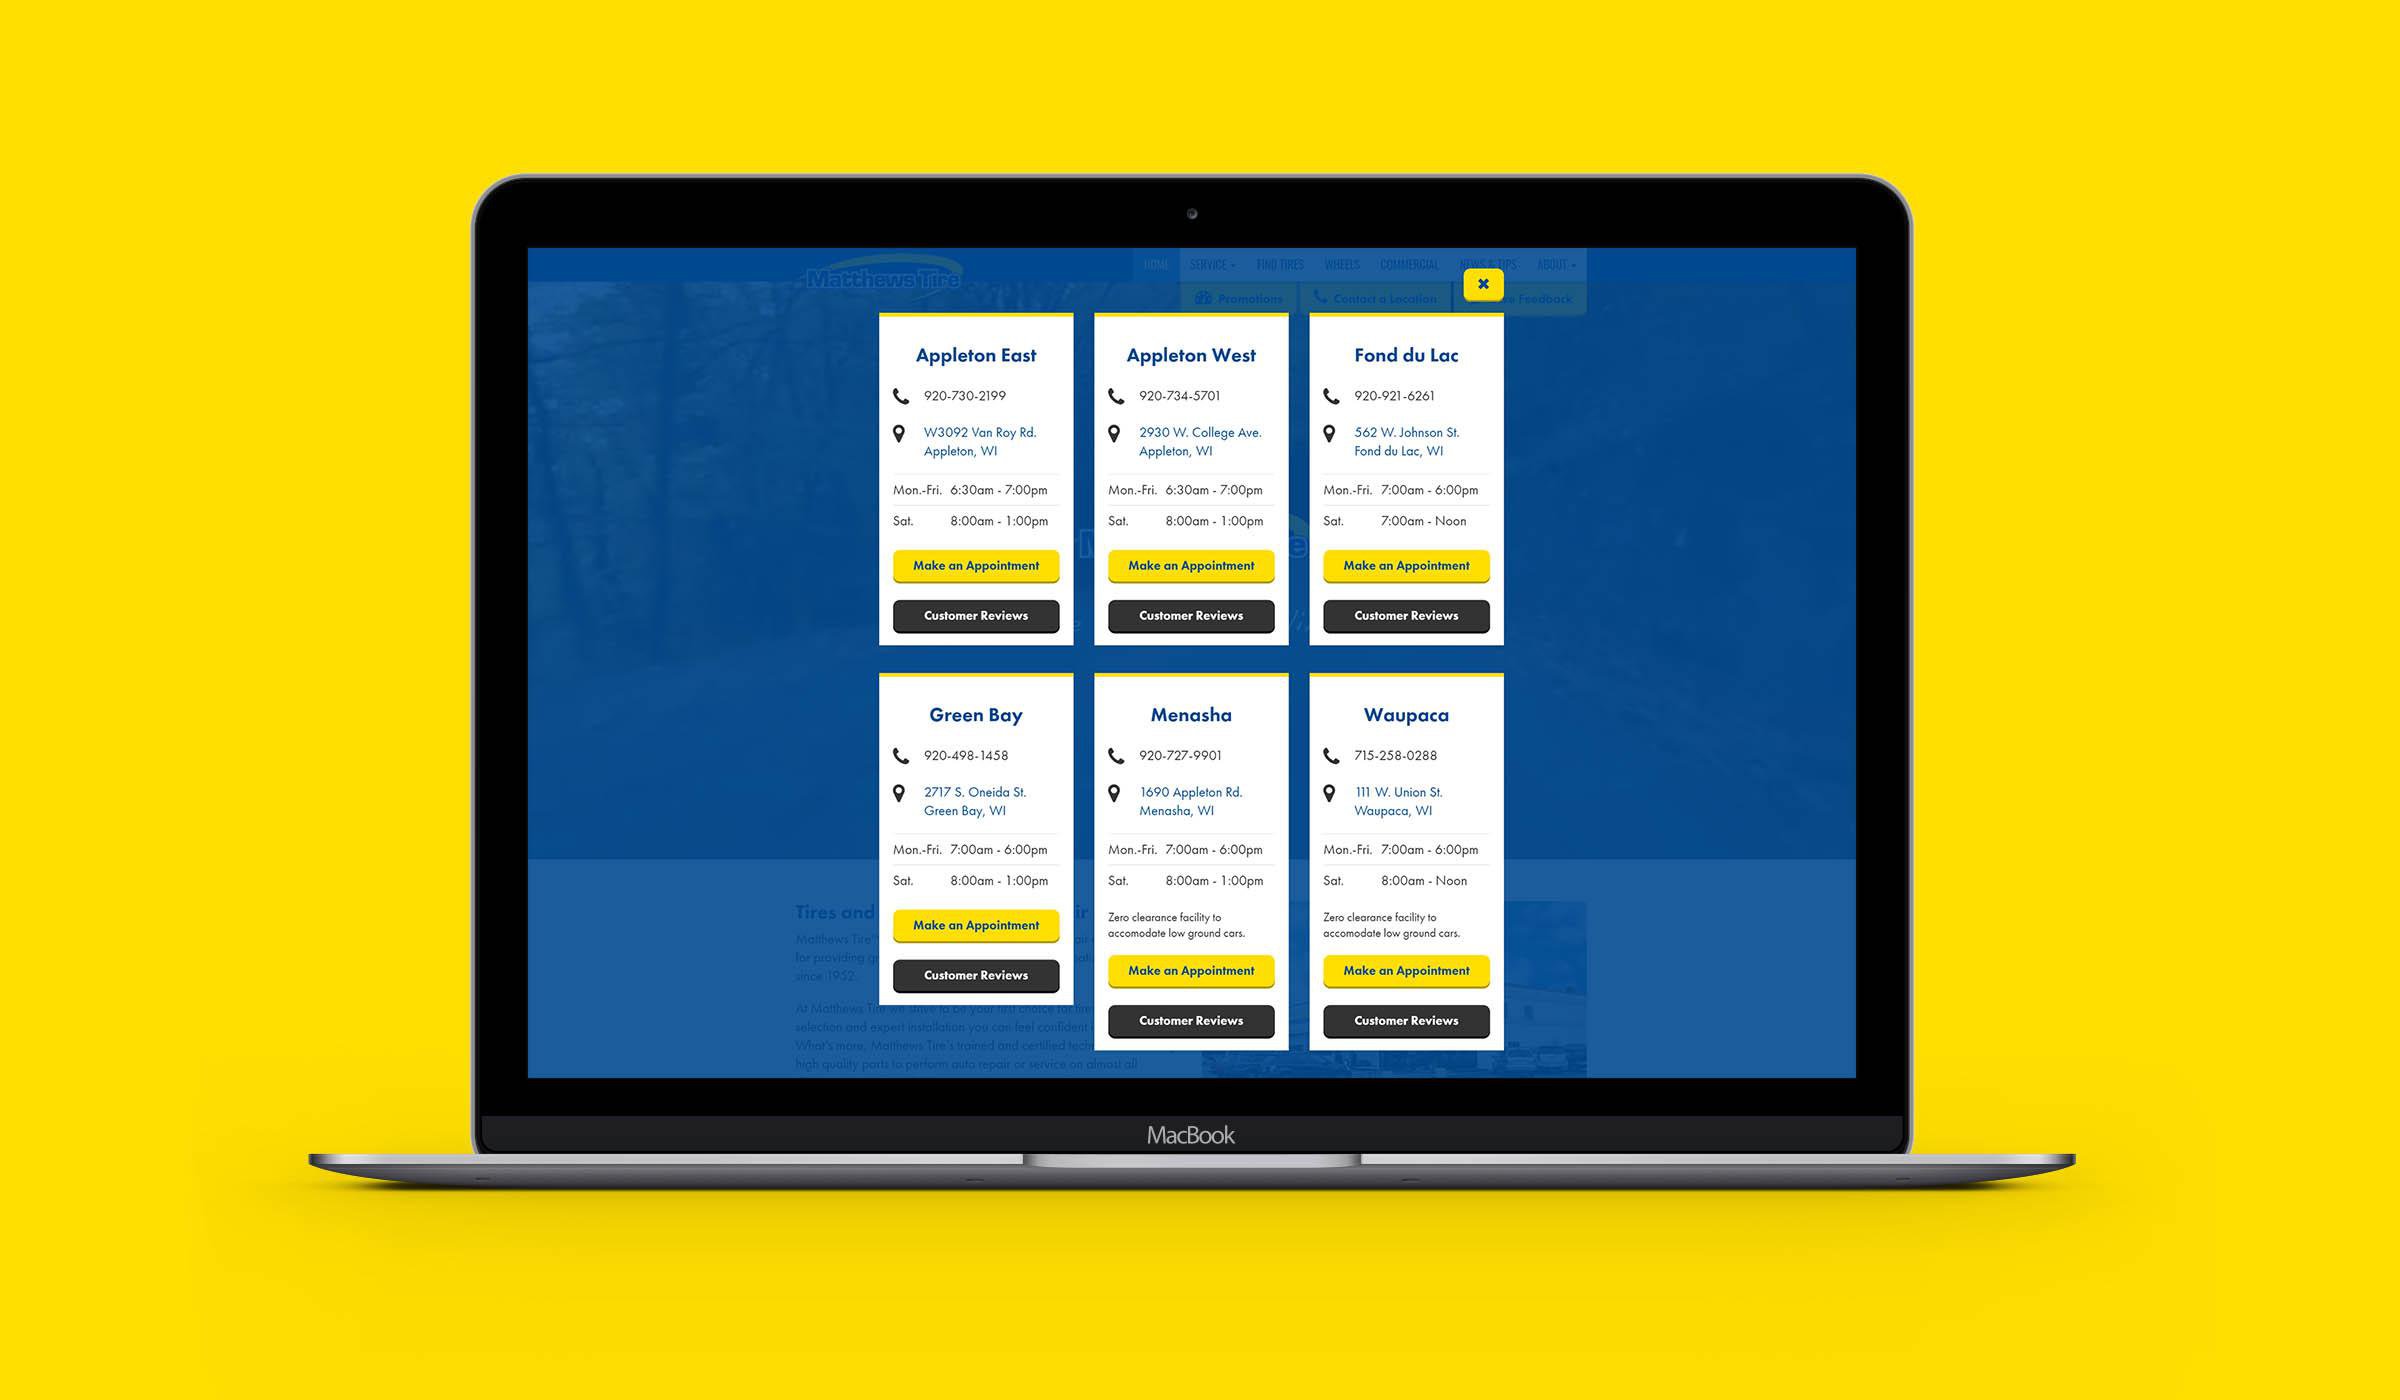 Matthews Tire
HOME SERVICE FIND TIRES WHEELS COMMERCIAL NEWS & TIPS ABOUT
Promotions Contact a Location Feedback
Appleton East
920-730-2199
W3092 Van Roy Rd.
Appleton, WI
Mon.-Fri. 6:30am - 7:00pm
Sat. 8:00am - 1:00pm
Make an Appointment
Customer Reviews
Appleton West
920-734-5701
2930 W. College Ave.
Appleton, WI
Mon.-Fri. 6:30am - 7:00pm
Sat. 8:00am - 1:00pm
Make an Appointment
Customer Reviews
Fond du Lac
920-921-6261
562 W. Johnson St.
Fond du Lac, WI
Mon.-Fri. 7:00am - 6:00pm
Sat. 7:00am - Noon
Make an Appointment
Customer Reviews
Green Bay
920-498-1458
2717 S. Oneida St.
Green Bay, WI
Mon.-Fri. 7:00am - 6:00pm
Sat. 8:00am - 1:00pm
Make an Appointment
Customer Reviews
Menasha
920-727-9901
1690 Appleton Rd.
Menasha, WI
Mon.-Fri. 7:00am - 6:00pm
Sat. 8:00am - 1:00pm
Zero clearance facility to
accomodate low ground cars.
Make an Appointment
Customer Reviews
Waupaca
715-258-0288
111 W. Union St.
Waupaca, WI
Mon.-Fri. 7:00am - 6:00pm
Sat. 8:00am - Noon
Zero clearance facility to
accomodate low ground cars.
Make an Appointment
Customer Reviews
Tires and
Matthews Tire
for providing
since 1952.
At Matthews Tire we strive to be your first choice for
selection and expert installation you can feel confident
What's more, Matthews Tire's trained and certified
high quality parts to perform auto repair or service on almost all
MacBook